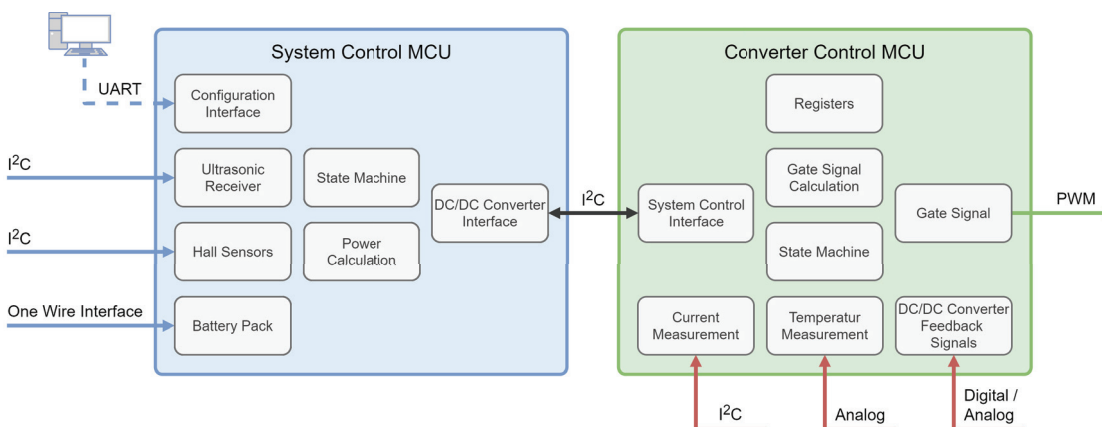 System Control MCU
UART
Configuration
Interface
I²C
Ultrasonic
Receiver
State Machine
I²C
Hall Sensors
Power
Calculation
DC/DC Converter
Interface
One Wire Interface
Battery Pack
I²C
Converter Control MCU
Registers
Gate Signal
Calculation
System Control
Interface
State Machine
Gate Signal
PWM
Current
Measurement
Temperatur
Measurement
DC/DC Converter
Feedback
Signals
I²C
Analog
Digital /
Analog